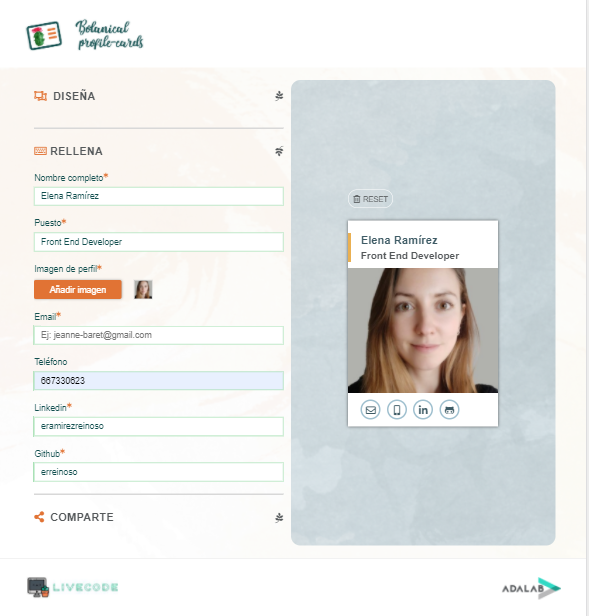 Botanical
profile-cards
DISEÑA
RELLENA
Nombre completo*
Elena Ramírez
Puesto*
Front End Developer
Imagen de perfil*
Añadir imagen
Email*
Ej: jeanne-baret@gmail.com
Teléfono
667330623
Linkedin*
eramirezreinoso
Github*
erreinoso
COMPARTE
RESET
Elena Ramírez
Front End Developer
in
LIVECODE
ADALAB